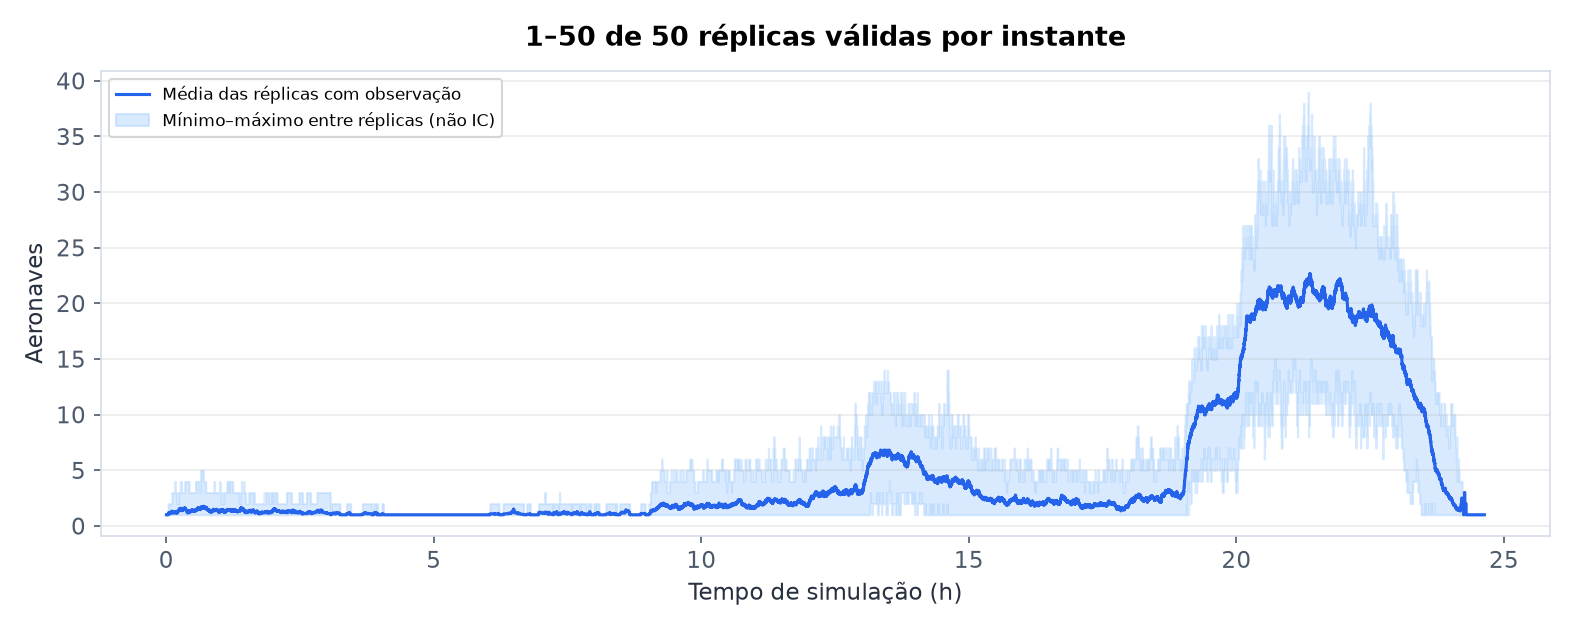 1–50 de 50 réplicas válidas por instante
Média das réplicas com observação
Mínimo–máximo entre réplicas (não IC)
Aeronaves
40
35
30
25
20
15
10
5
0
0 5 10 15 20 25
Tempo de simulação (h)